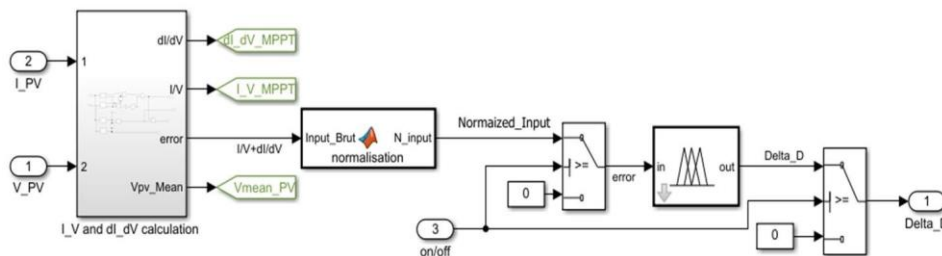 2
I_PV
1
V_PV
1
2
dI/dV
I/V
error
Vpv_Mean
I_V and dI_dV calculation
dI_dV_MPPT
I_V_MPPT
Vmean_PV
I/V+dI/dV
Input_Brut
N_input
normalisation
Normaized_Input
>=
0
3
on/off
error
in
out
Delta_D
>=
0
1
Delta_D